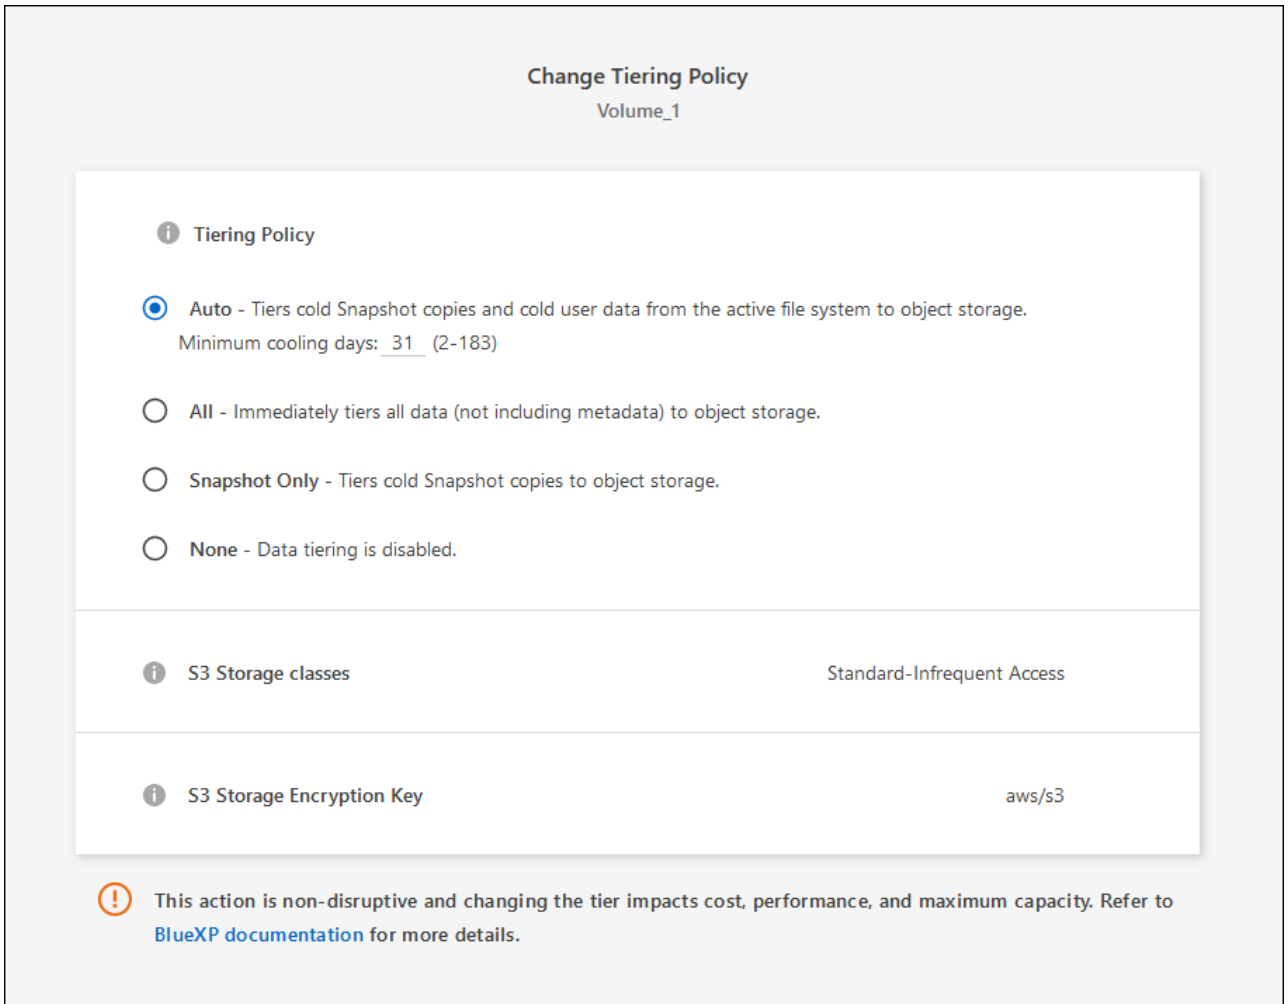 Change Tiering Policy
Volume_1
Tiering Policy
Auto - Tiers cold Snapshot copies and cold user data from the active file system to object storage.
Minimum cooling days: 31 (2-183)
All - Immediately tiers all data (not including metadata) to object storage.
Snapshot Only - Tiers cold Snapshot copies to object storage.
None - Data tiering is disabled.
S3 Storage classes Standard-Infrequent Access
S3 Storage Encryption Key aws/s3
This action is non-disruptive and changing the tier impacts cost, performance, and maximum capacity. Refer to
BlueXP documentation for more details.